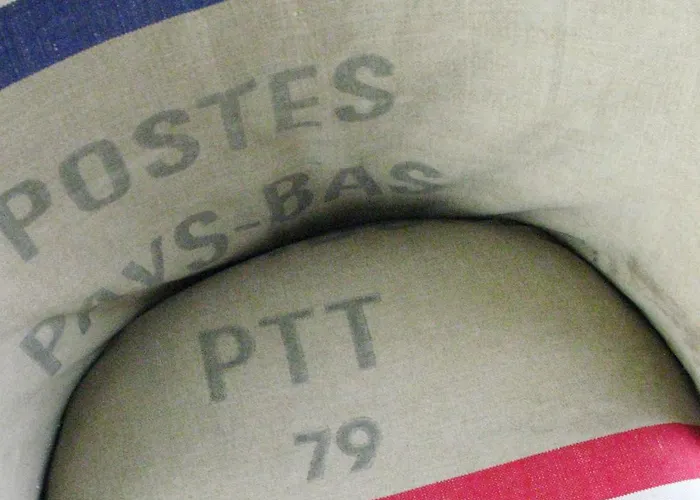 POSTES
PAYS-BAS
PTT
79